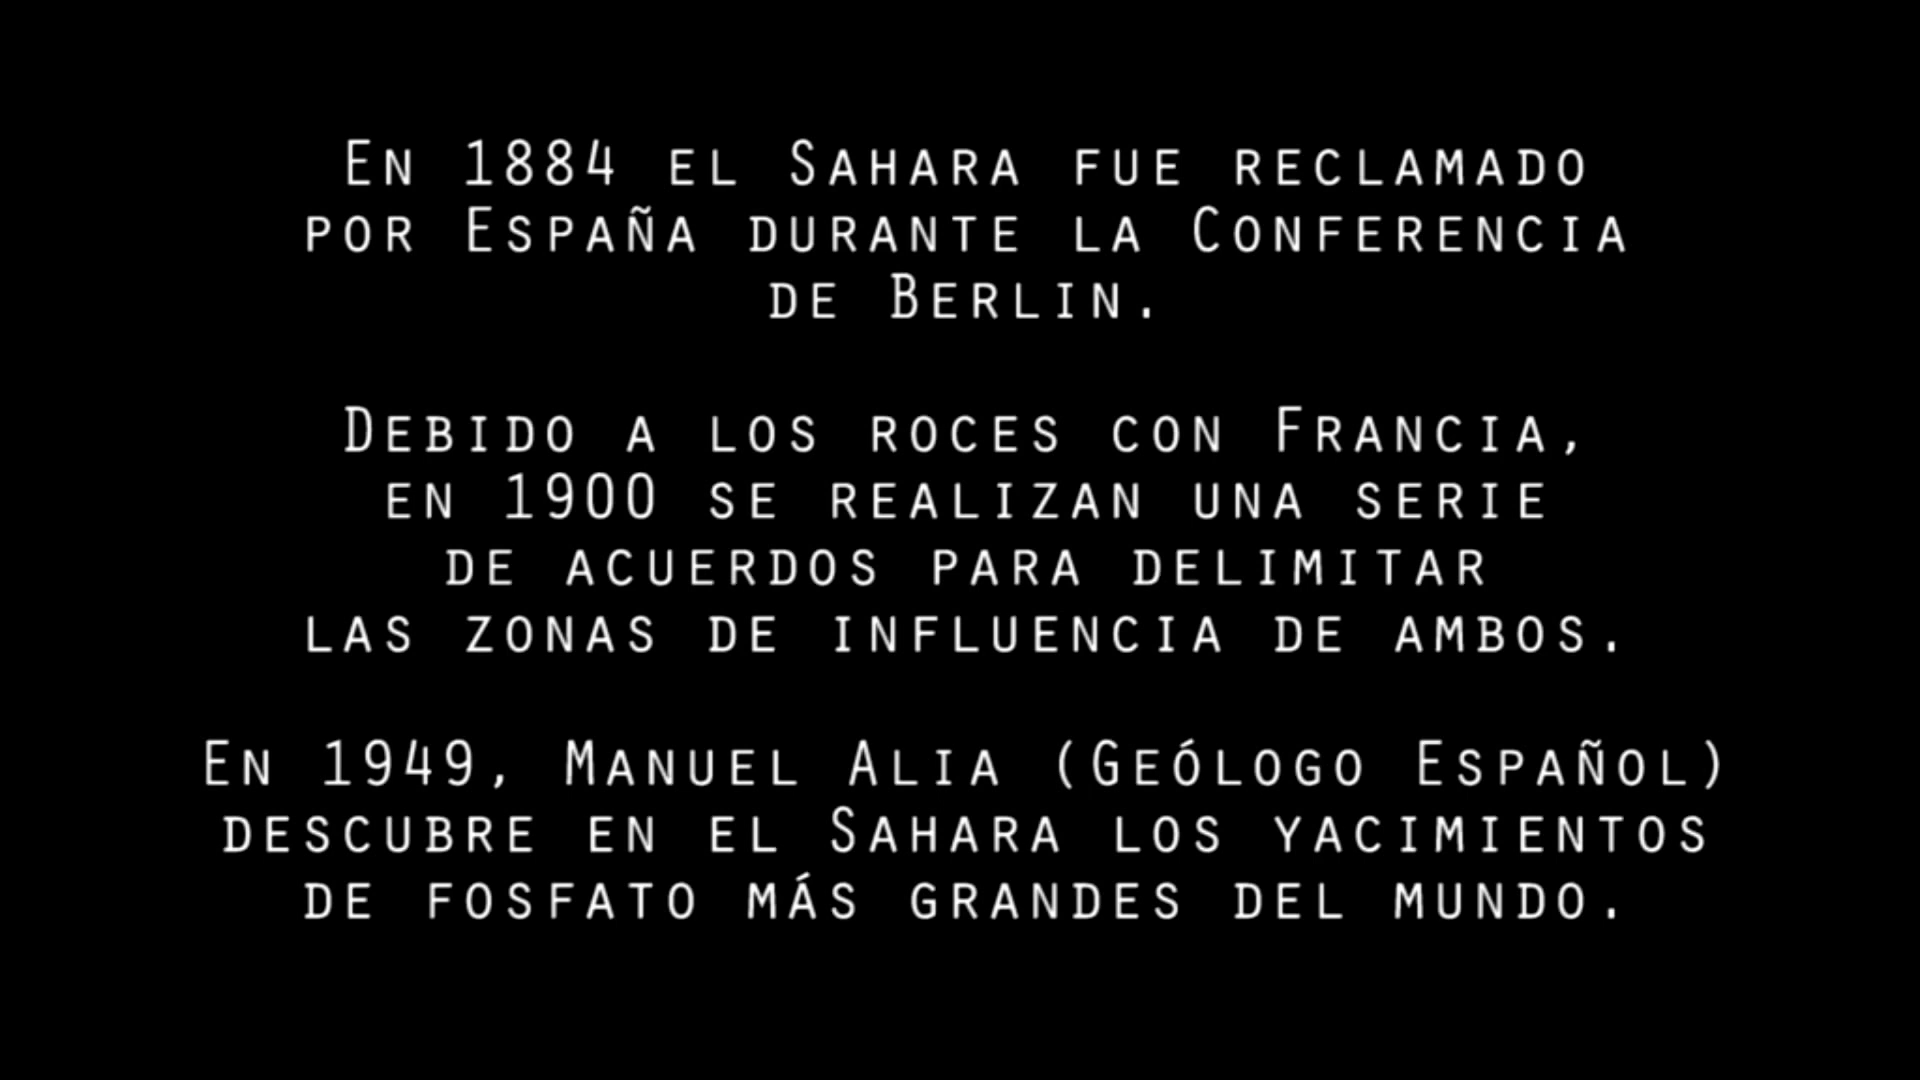 En 1884 el Sahara fue reclamado
por España durante la Conferencia
de Berlin.
Debido a los roces con Francia,
en 1900 se realizan una serie
de acuerdos para delimitar
las zonas de influencia de ambos.
En 1949, Manuel Alia (Geólogo Español)
descubre en el Sahara los yacimientos
de fosfato más grandes del mundo.